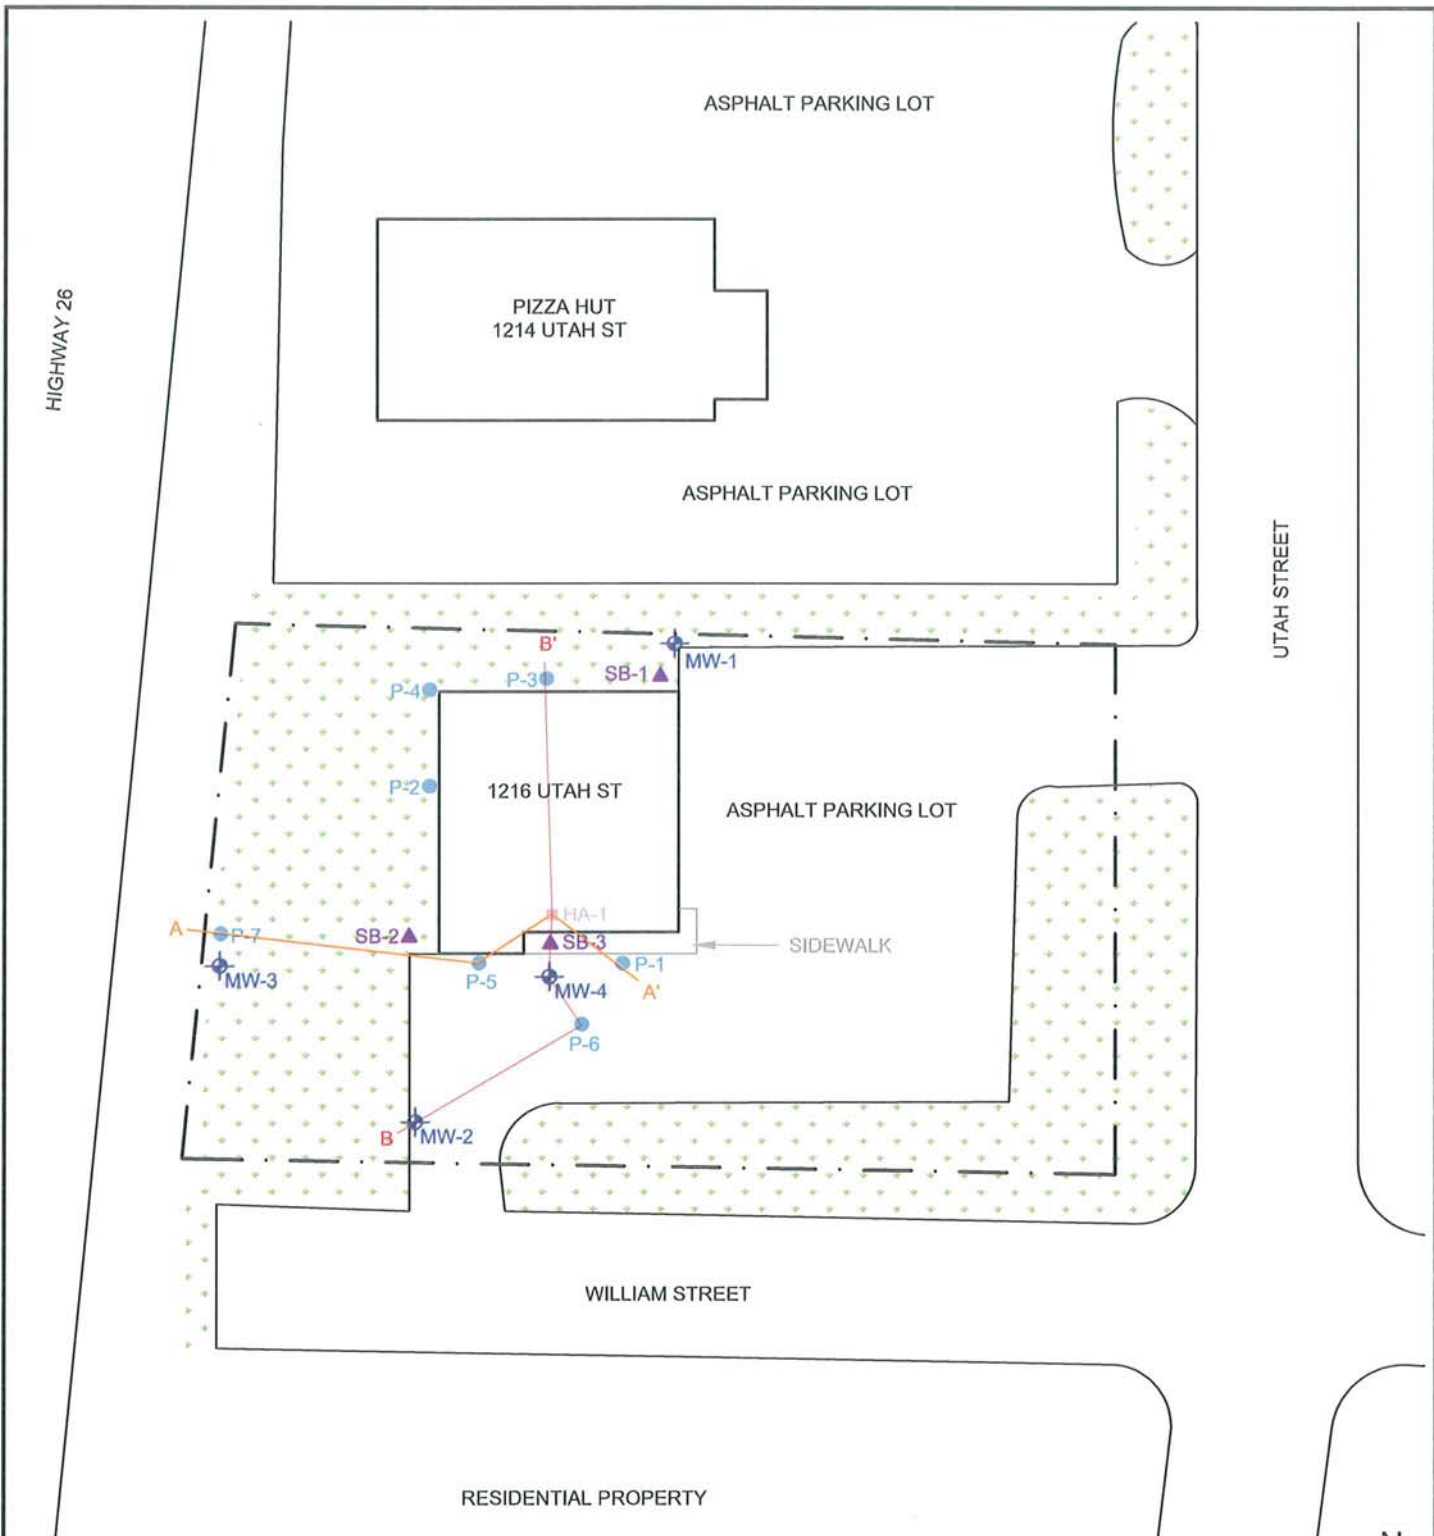 ASPHALT PARKING LOT
HIGHWAY 26
PIZZA HUT
1214 UTAH ST
ASPHALT PARKING LOT
UTAH STREET
B'
MW-1
SB-1
P-3
P-4
P-2
1216 UTAH ST
ASPHALT PARKING LOT
HA-1
A
P-7
SB-2
SB-3
SIDEWALK
P-1
MW-3
P-5
MW-4
A'
P-6
B
MW-2
WILLIAM STREET
RESIDENTIAL PROPERTY